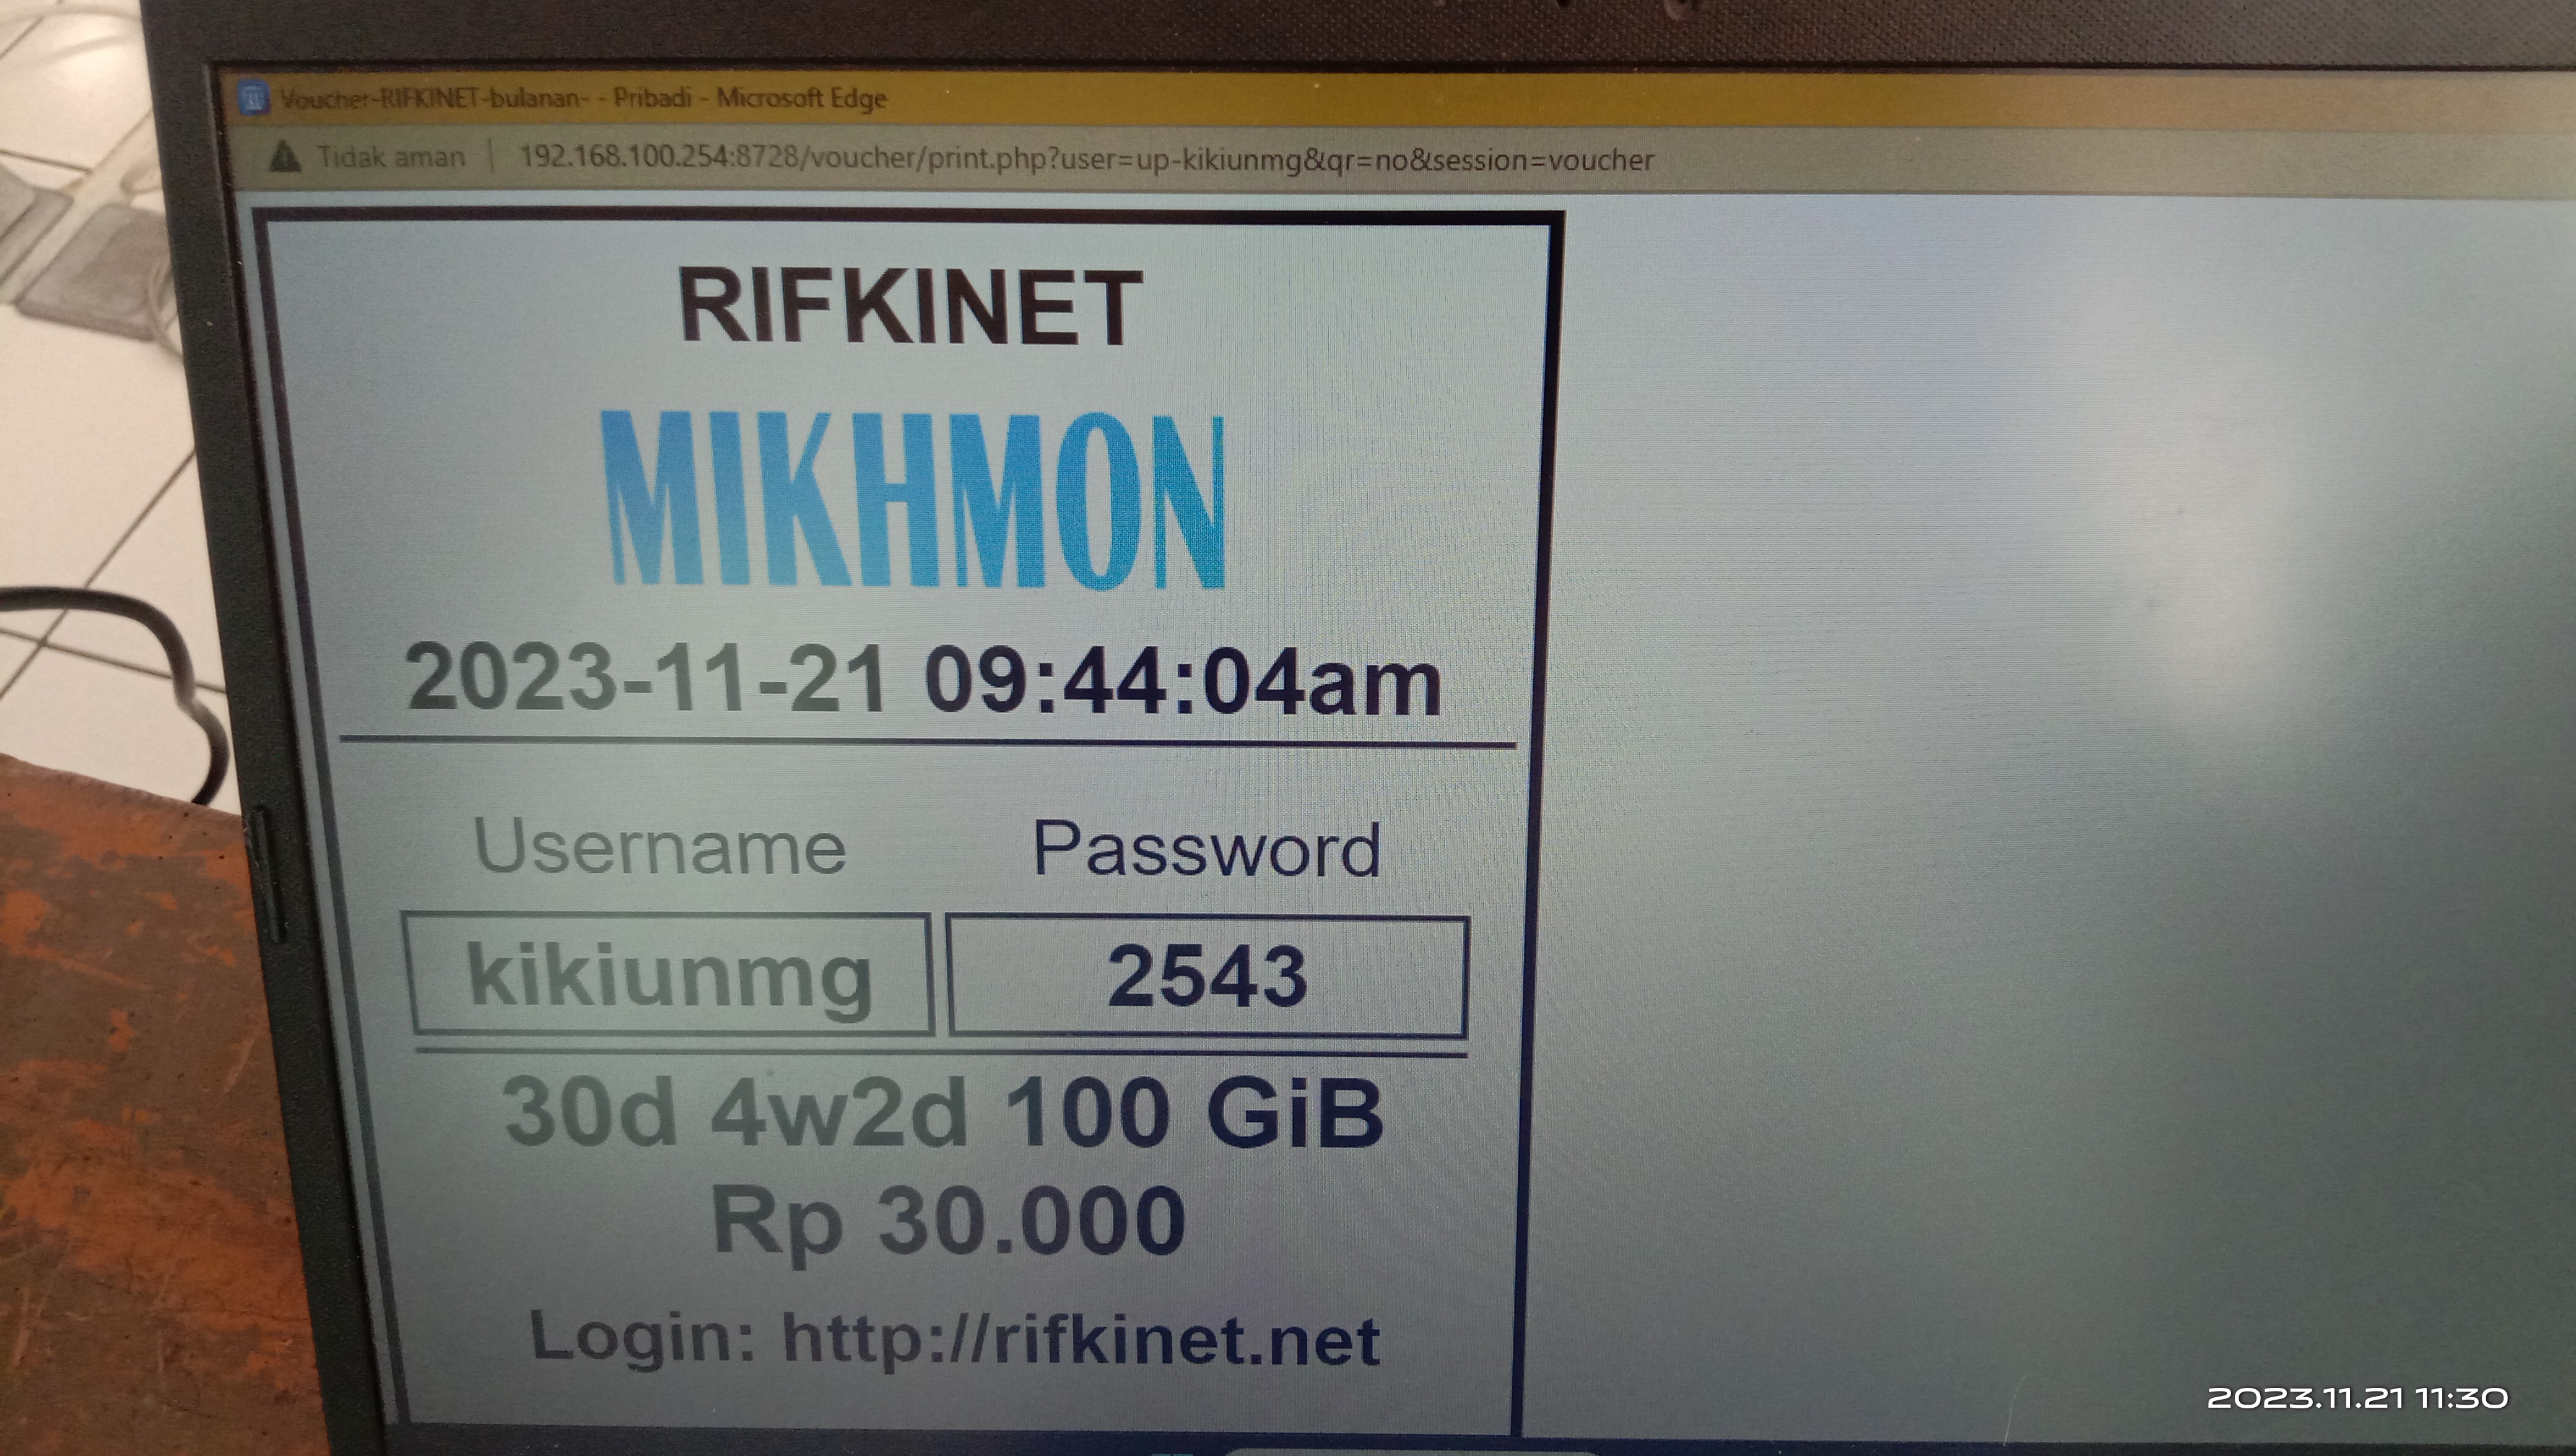 Voucher-RIFKINET-bulanan- - Pribadi - Microsoft Edge
Tidak aman | 192.168.100.254:8728/voucher/print.php?user=up-kikiunmg&qr=no&session=voucher
RIFKINET
MIKHMON
2023-11-21 09:44:04am
Username Password
kikiunmg 2543
30d 4w2d 100 GiB
Rp 30.000
Login: http://rifkinet.net
2023.11.21 11:30